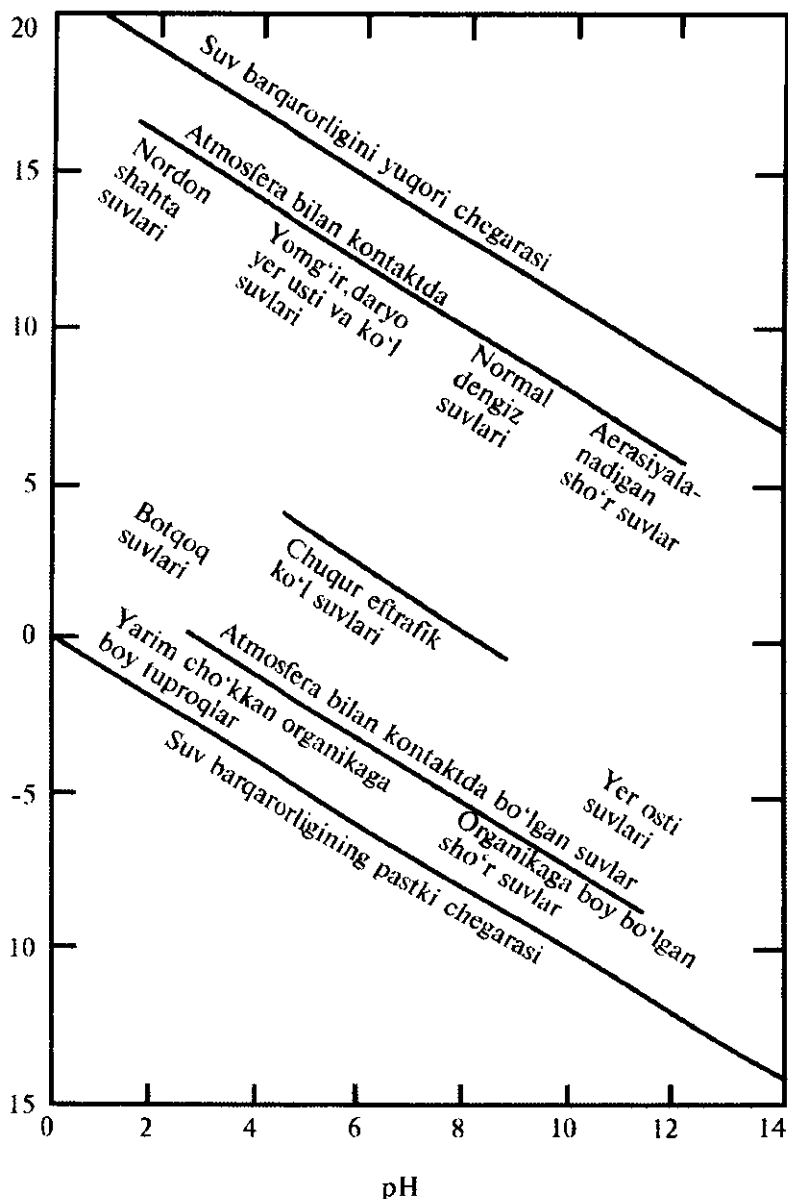 20
Suv barqarorligini yuqori chegarasi
Atmosfera bilan kontaktda
Nordon
shahta
suvlari
15
Yomg‘ir, daryo
yer usti va ko‘l
suvlari
10
Normal
dengiz
suvlari
Aerasiyala-
nadigan
sho‘r suvlar
5
Botqoq
suvlari
Chuqur eftrafik
ko‘l suvlari
0
Atmosfera bilan kontaktda bo‘lgan suvlar
Yarim cho‘kkan organikaga
boy tuproqlar
Suv barqarorligining pastki chegarasi
-5
Yer osti
suvlari
Organikaga boy bo‘lgan
sho‘r suvlar
10
15
0 2 4 6 8 10 12 14
pH